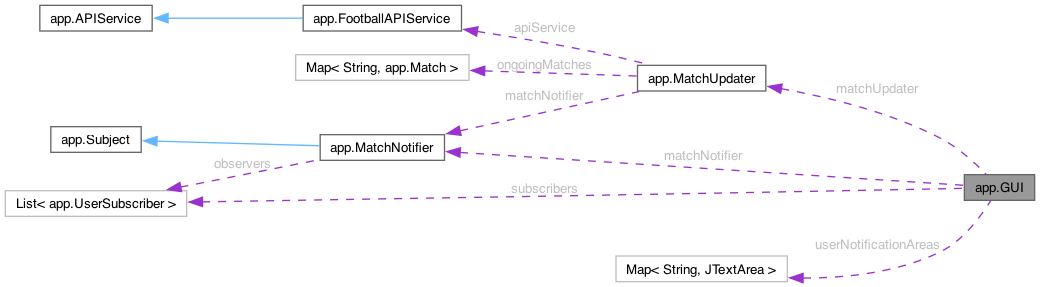 app.APIService
app.FootballAPIService
apiService
Map< String, app.Match >
ongoingMatches
app.MatchUpdater
matchUpdater
matchNotifier
app.Subject
app.MatchNotifier
observers
matchNotifier
app.GUI
List< app.UserSubscriber >
subscribers
userNotificationAreas
Map< String, JTextArea >